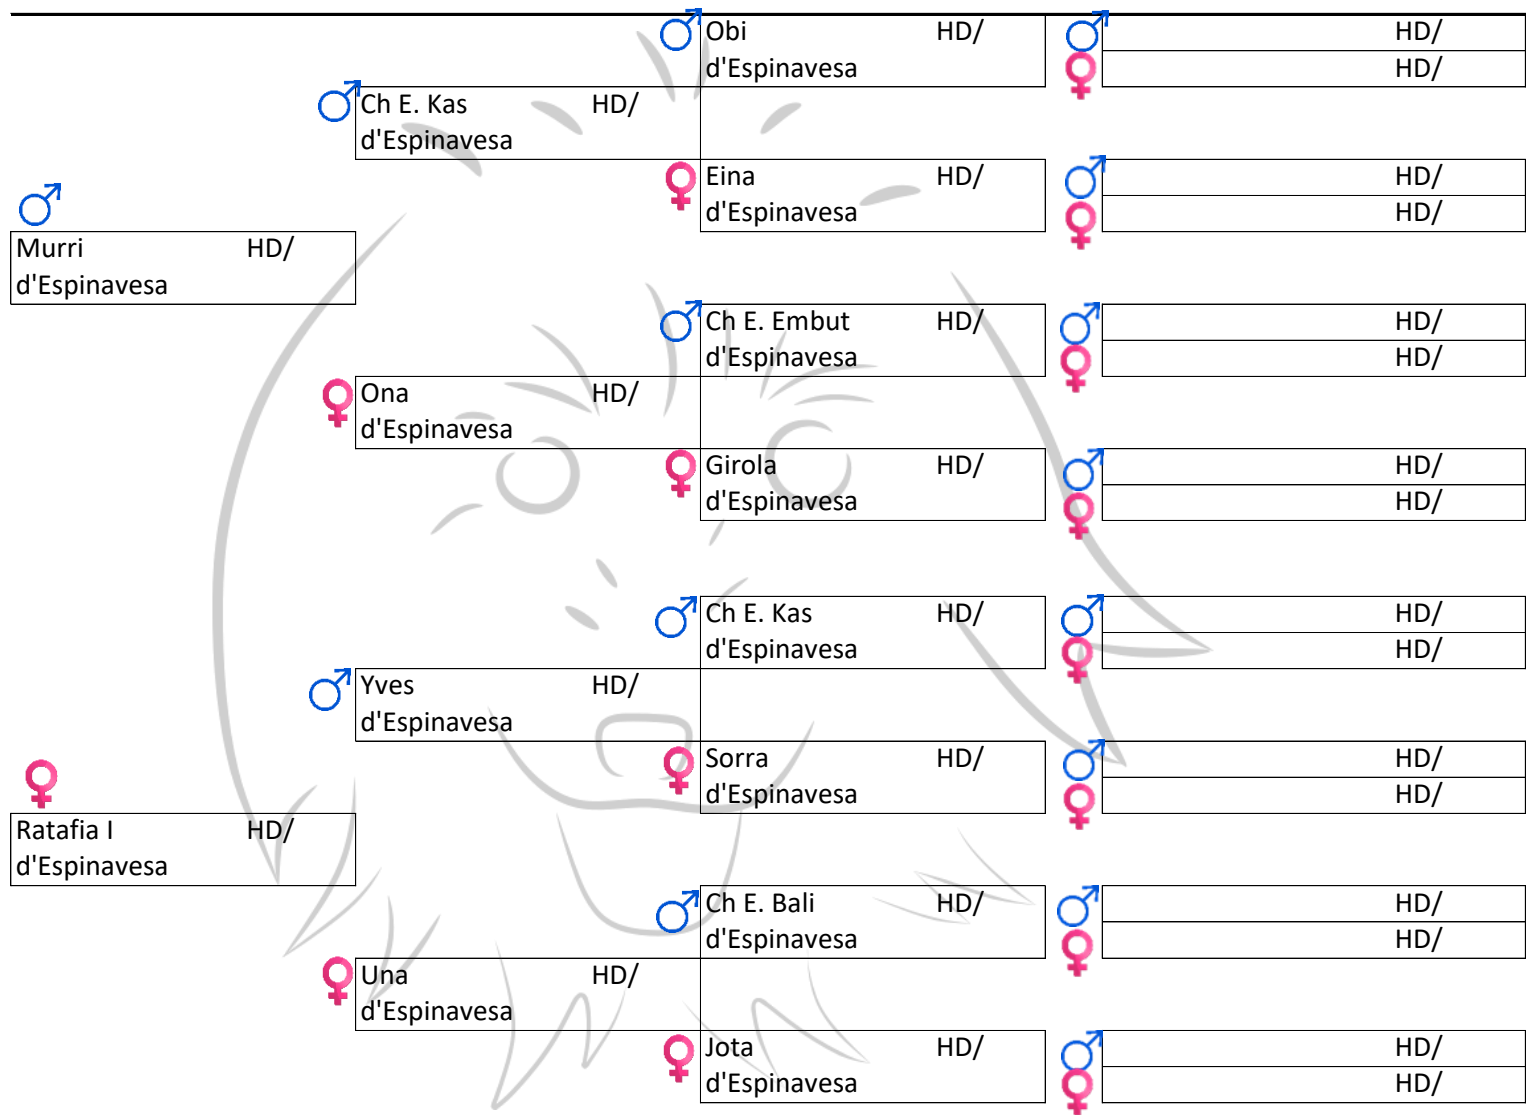 Obi HD/
d'Espinavesa
HD/
HD/
Ch E. Kas HD/
d'Espinavesa
Eina HD/
d'Espinavesa
HD/
HD/
Murri HD/
d'Espinavesa
Ch E. Embut HD/
d'Espinavesa
HD/
HD/
Ona HD/
d'Espinavesa
Girola HD/
d'Espinavesa
HD/
HD/
Ch E. Kas HD/
d'Espinavesa
HD/
HD/
Yves HD/
d'Espinavesa
Sorra HD/
d'Espinavesa
HD/
HD/
Ratafia I HD/
d'Espinavesa
Ch E. Bali HD/
d'Espinavesa
HD/
HD/
Una HD/
d'Espinavesa
Jota HD/
d'Espinavesa
HD/
HD/